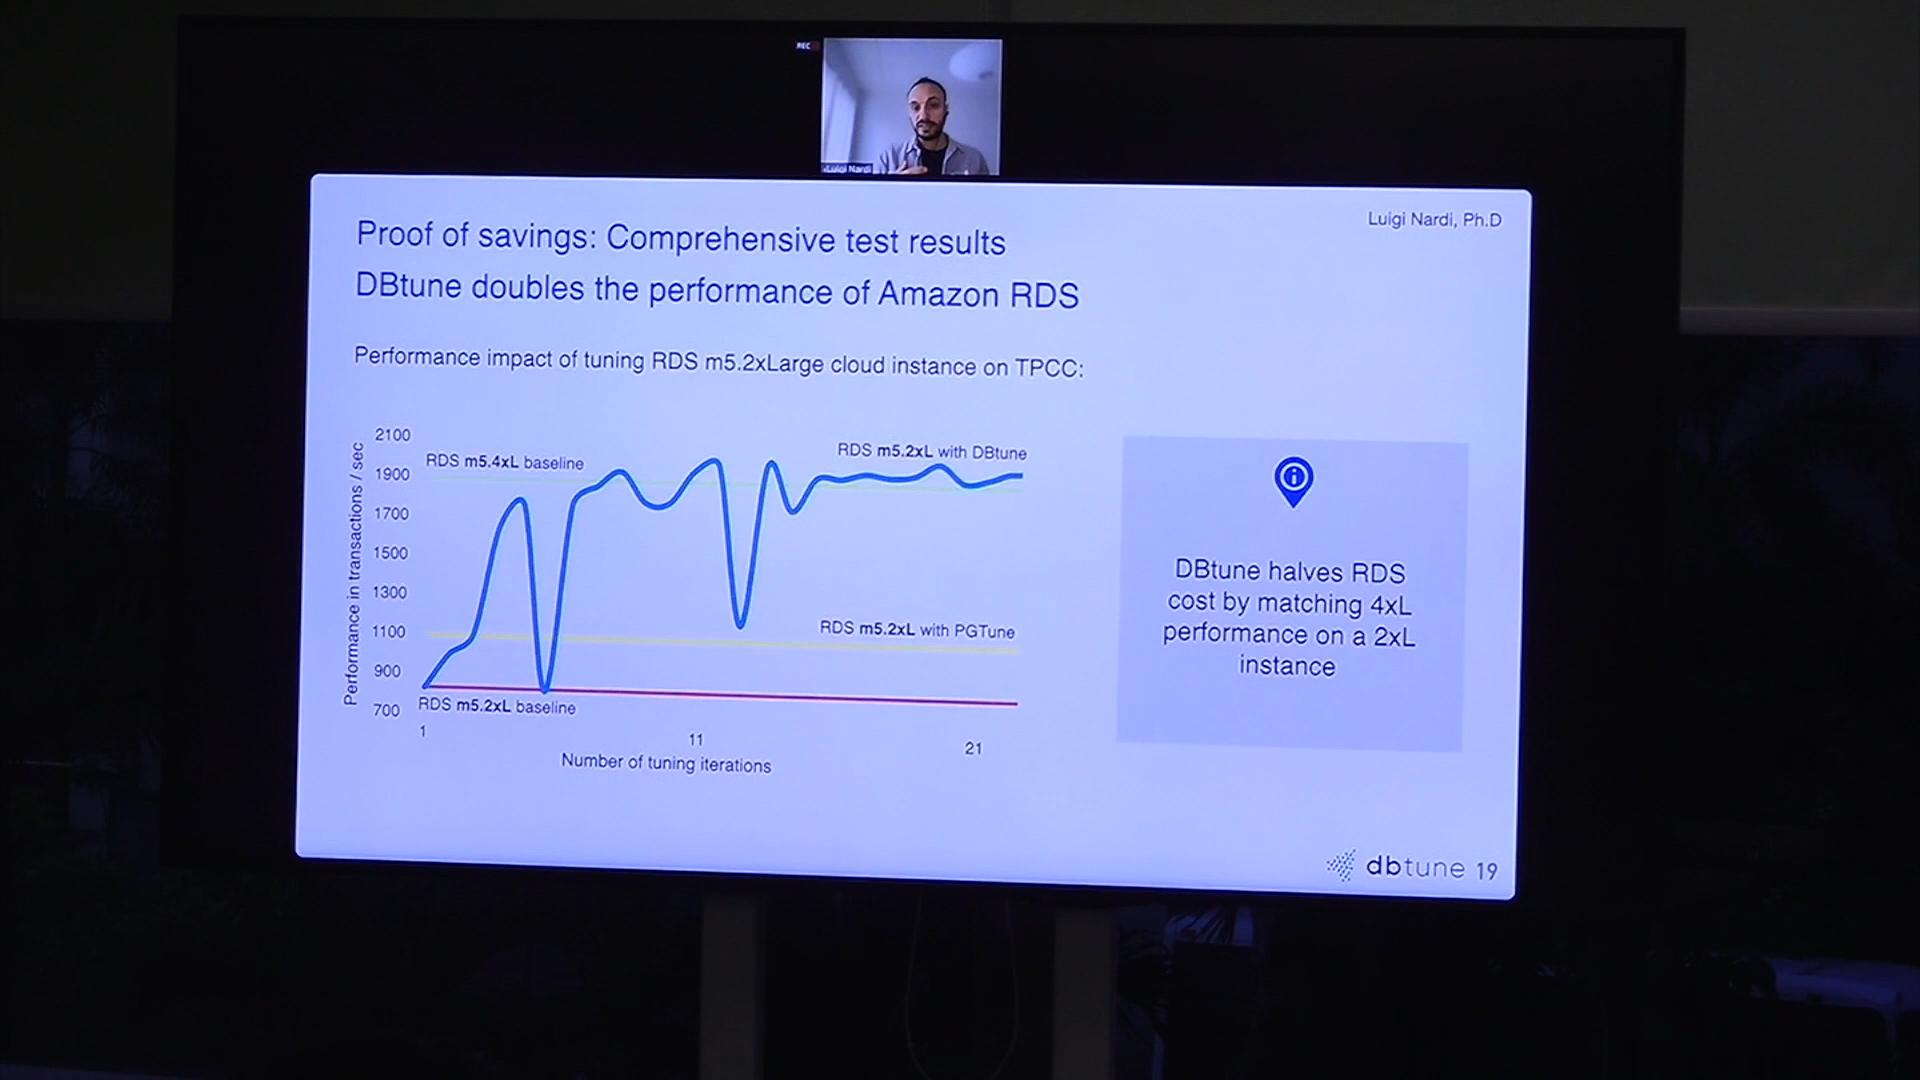 REC
Luigi Nardi
Luigi Nardi, Ph.D
Proof of savings: Comprehensive test results
DBtune doubles the performance of Amazon RDS
Performance impact of tuning RDS m5.2xLarge cloud instance on TPCC:
Performance in transactions / sec
2100
1900
1700
1500
1300
1100
900
700
RDS m5.4xL baseline
RDS m5.2xL with DBtune
RDS m5.2xL with PGTune
RDS m5.2xL baseline
1
11
21
Number of tuning iterations
DBtune halves RDS
cost by matching 4xL
performance on a 2xL
instance
dbtune 19